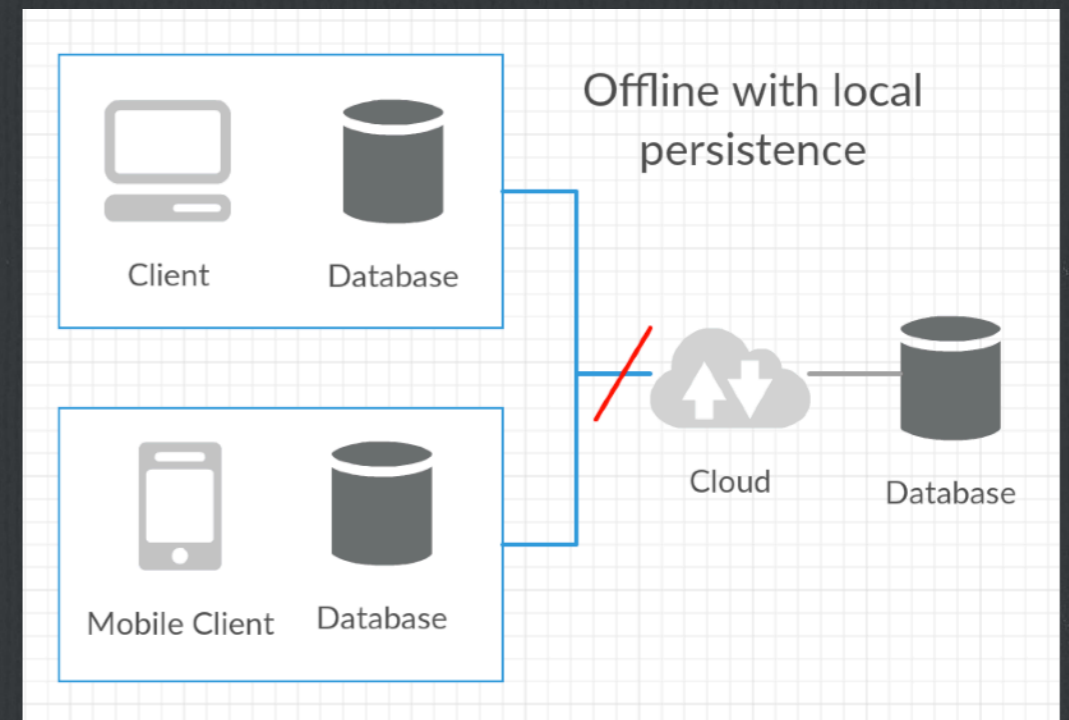 Offline with local
persistence
Client
Database
Cloud
Database
Mobile Client
Database